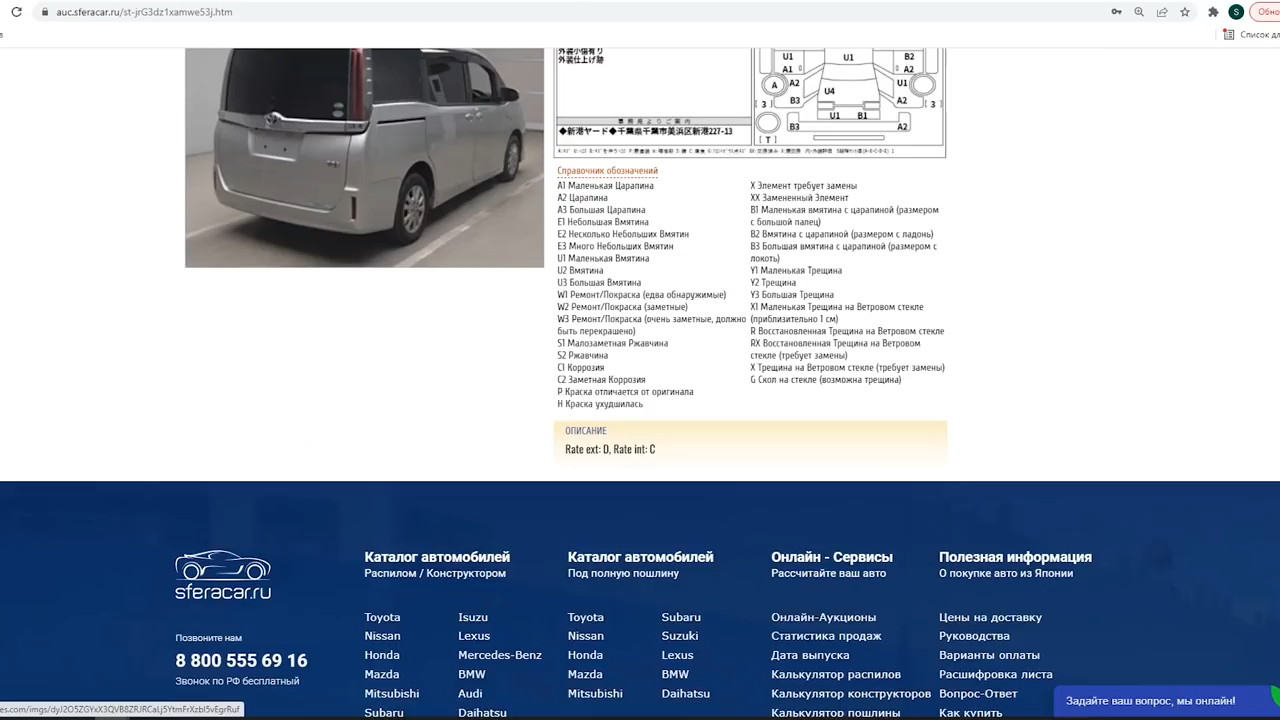 auc.sferacar.ru/st-jrG3dz1xamwe53j.htm
S
Обно
Список дл
外装小傷有り
外装仕上げ跡
事務局よりご案内
◆新港ヤード◆千葉県千葉市美浜区新港227-13
U1 U1 B2
A1 A2
A A2 U4 U1
[ 3 ] B3 A2 [ 3 ]
U1 B1
B3 A2
[ T ]
Справочник обозначений
A1 Маленькая Царапина
A2 Царапина
A3 Большая Царапина
E1 Небольшая Вмятина
E2 Несколько Небольших Вмятин
E3 Много Небольших Вмятин
U1 Маленькая Вмятина
U2 Вмятина
U3 Большая Вмятина
W1 Ремонт/Покраска (едва обнаружимые)
W2 Ремонт/Покраска (заметные)
W3 Ремонт/Покраска (очень заметные, должно
быть перекрашено)
S1 Малозаметная Ржавчина
S2 Ржавчина
C1 Коррозия
C2 Заметная Коррозия
P Краска отличается от оригинала
H Краска ухудшилась
X Элемент требует замены
XX Замененный Элемент
B1 Маленькая вмятина с царапиной (размером
с большой палец)
B2 Вмятина с царапиной (размером с ладонь)
B3 Большая вмятина с царапиной (размером с
локоть)
Y1 Маленькая Трещина
Y2 Трещина
Y3 Большая Трещина
X1 Маленькая Трещина на Ветровом стекле
(приблизительно 1 см)
R Восстановленная Трещина на Ветровом стекле
RX Восстановленная Трещина на Ветровом
стекле (требует замены)
X Трещина на Ветровом стекле (требует замены)
G Скол на стекле (возможна трещина)
ОПИСАНИЕ
Rate ext: D, Rate int: C
sferacar.ru
Позвоните нам
8 800 555 69 16
Звонок по РФ бесплатный
Каталог автомобилей
Распилом / Конструктором
Toyota Isuzu
Nissan Lexus
Honda Mercedes-Benz
Mazda BMW
Mitsubishi Audi
Subaru Daihatsu
Каталог автомобилей
Под полную пошлину
Toyota Subaru
Nissan Suzuki
Honda Lexus
Mazda BMW
Mitsubishi Daihatsu
Онлайн - Сервисы
Рассчитайте ваш авто
Онлайн-Аукционы
Статистика продаж
Дата выпуска
Калькулятор распилов
Калькулятор конструкторов
Калькулятор пошлины
Полезная информация
О покупке авто из Японии
Цены на доставку
Руководства
Варианты оплаты
Расшифровка листа
Вопрос-Ответ
Как купить
Задайте ваш вопрос, мы онлайн!